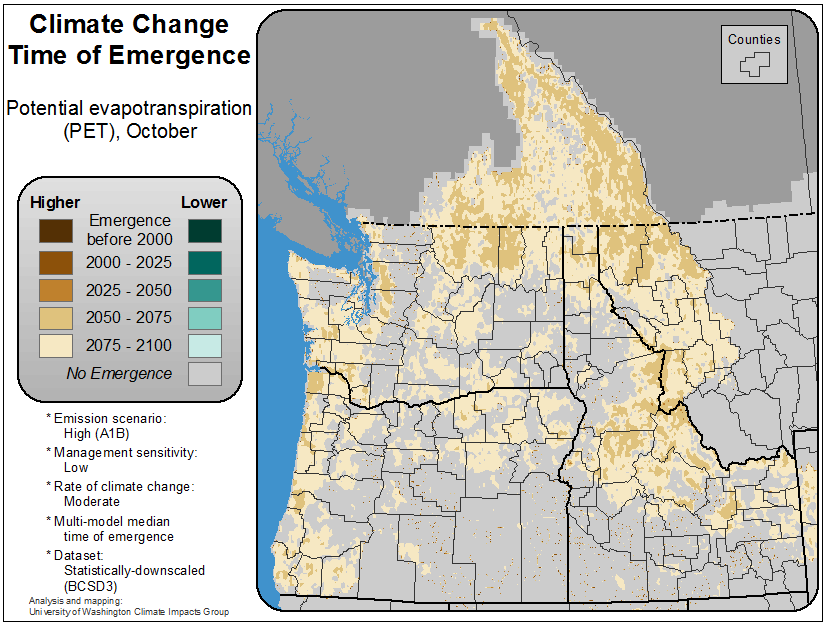 Climate Change
Time of Emergence
Potential evapotranspiration
(PET), October
Higher Lower
Emergence
before 2000
2000 - 2025
2025 - 2050
2050 - 2075
2075 - 2100
No Emergence
* Emission scenario:
High (A1B)
* Management sensitivity:
Low
* Rate of climate change:
Moderate
* Multi-model median
time of emergence
* Dataset:
Statistically-downscaled
(BCSD3)
Analysis and mapping:
University of Washington Climate Impacts Group
Counties